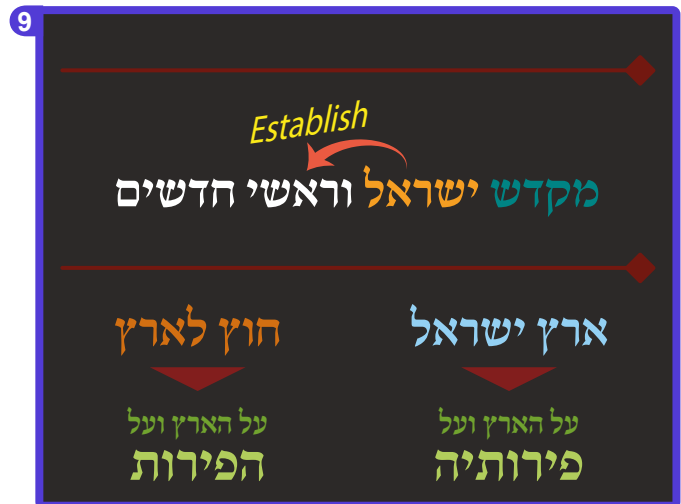 9
Establish
מקדש ישראל וראשי חדשים
ארץ ישראל
חוץ לארץ
על הארץ ועל
פירותיה
על הארץ ועל
הפירות